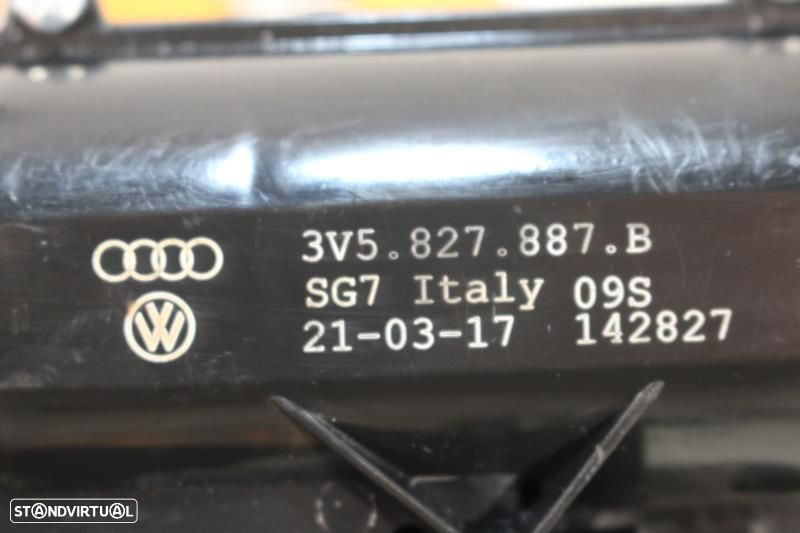 3V5.827.887.B
SG7 Italy 09S
21-03-17 142827
STANDVIRTUAL